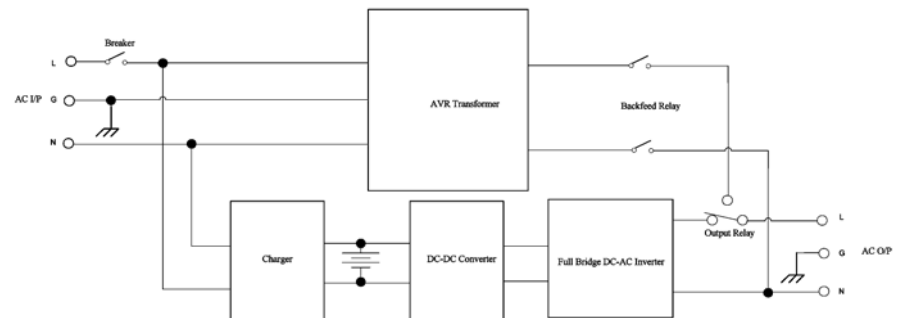 Breaker
L
AC I/P G
N
AVR Transformer
Backfeed Relay
Charger
DC-DC Converter
Full Bridge DC-AC Inverter
Output Relay
L
G AC O/P
N